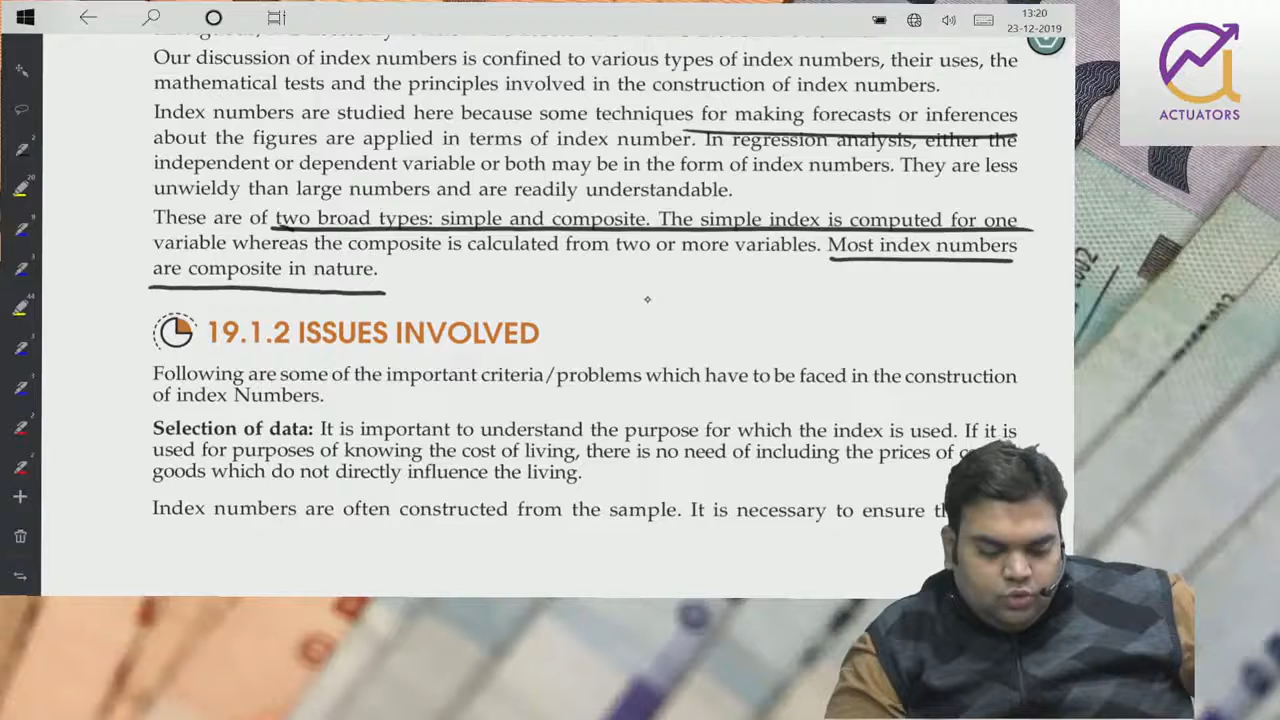 13:20
23-12-2019
ACTUATORS
Our discussion of index numbers is confined to various types of index numbers, their uses, the
mathematical tests and the principles involved in the construction of index numbers.
Index numbers are studied here because some techniques for making forecasts or inferences
about the figures are applied in terms of index number. In regression analysis, either the
independent or dependent variable or both may be in the form of index numbers. They are less
unwieldy than large numbers and are readily understandable.
These are of two broad types: simple and composite. The simple index is computed for one
variable whereas the composite is calculated from two or more variables. Most index numbers
are composite in nature.
19.1.2 ISSUES INVOLVED
Following are some of the important criteria/problems which have to be faced in the construction
of index Numbers.
Selection of data: It is important to understand the purpose for which the index is used. If it is
used for purposes of knowing the cost of living, there is no need of including the prices of
goods which do not directly influence the living.
Index numbers are often constructed from the sample. It is necessary to ensure